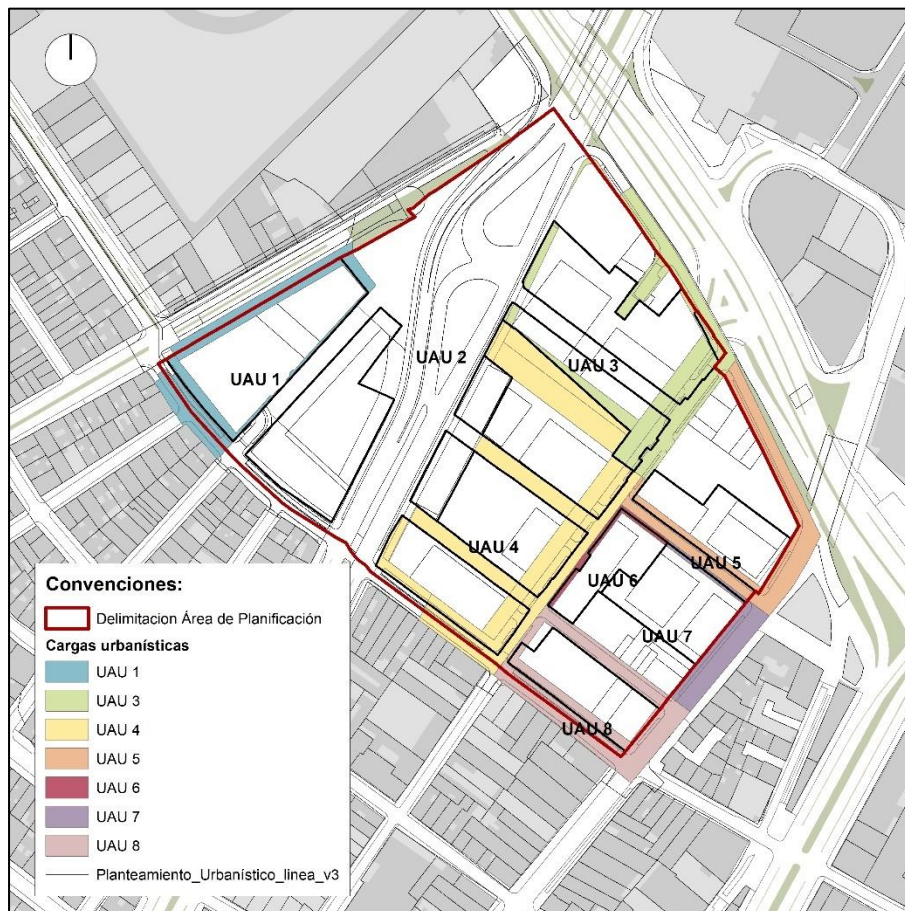 UAU 1
UAU 2
UAU 3
UAU 4
UAU 5
UAU 6
UAU 7
UAU 8
Convenciones:
Delimitacion Área de Planificación
Cargas urbanísticas
UAU 1
UAU 3
UAU 4
UAU 5
UAU 6
UAU 7
UAU 8
Planteamiento_Urbanístico_linea_v3